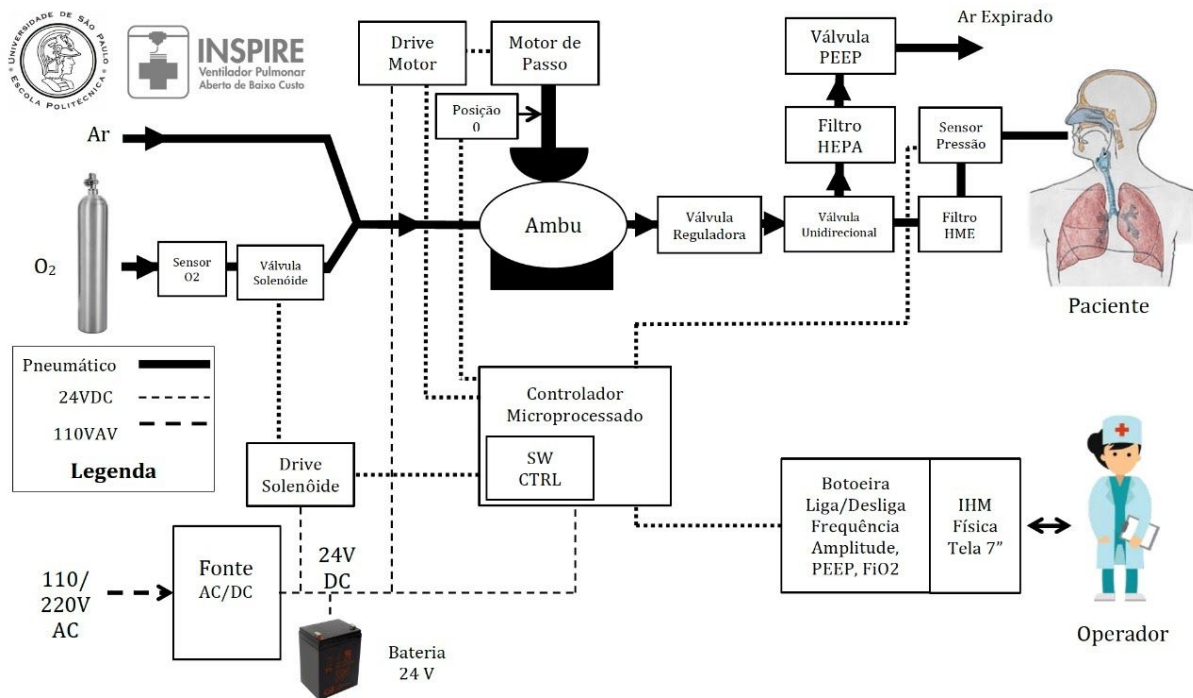 UNIVERSIDADE DE SÃO PAULO
ESCOLA POLITÉCNICA
INSPIRE
Ventilador Pulmonar
Aberto de Baixo Custo
Drive
Motor
Motor de
Passo
Posição
0
Válvula
PEEP
Ar Expirado
Filtro
HEPA
Sensor
Pressão
Ar
Ambu
Válvula
Reguladora
Válvula
Unidirecional
Filtro
HME
O₂
Sensor
O2
Válvula
Solenóide
Paciente
Pneumático
24VDC
110VAV
Legenda
Controlador
Microprocessado
SW
CTRL
Drive
Solenôide
Botoeira
Liga/Desliga
Frequência
Amplitude,
PEEP, FiO2
IHM
Física
Tela 7”
Operador
110/
220V
AC
Fonte
AC/DC
24V
DC
Bateria
24 V